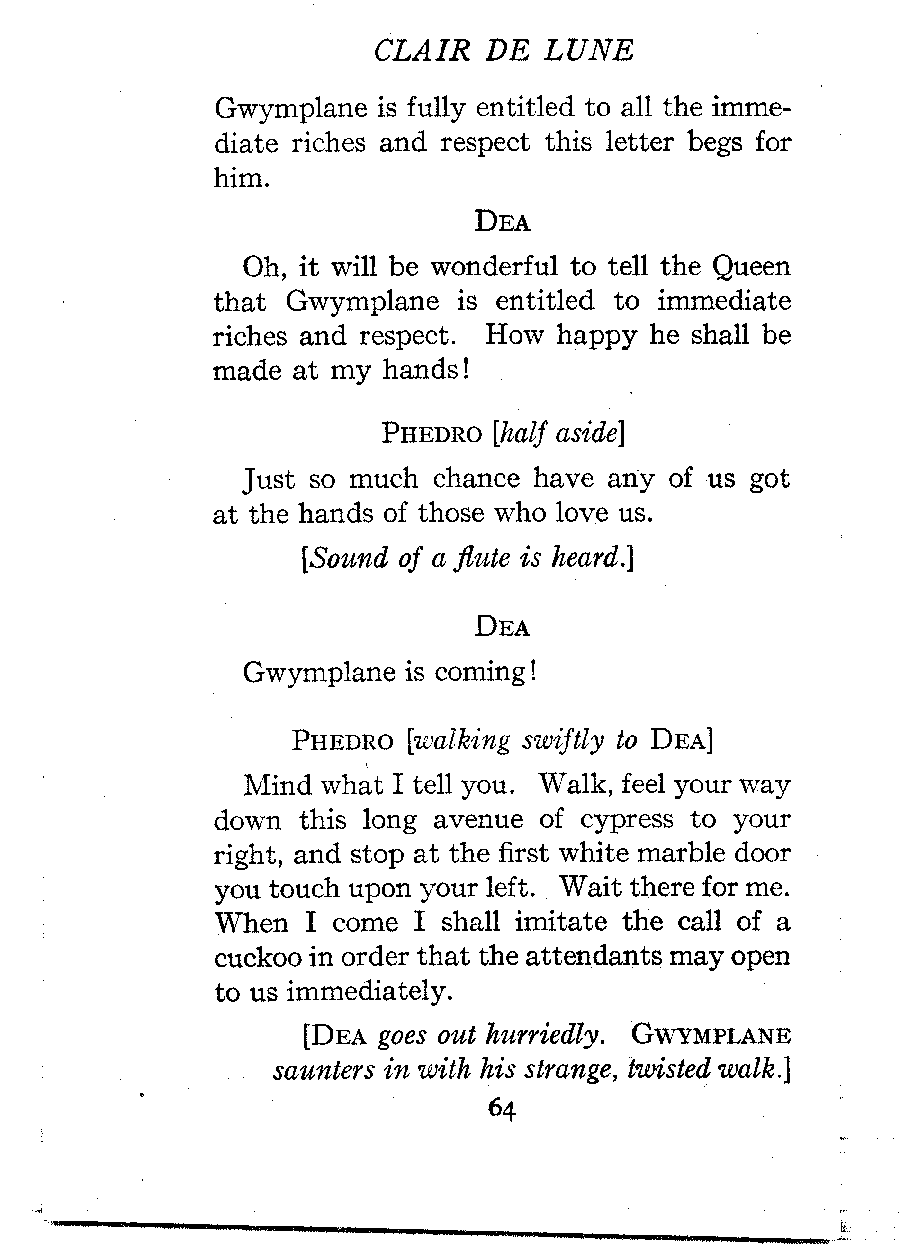 CLAIR DE LUNE
Gwymplane is fully entitled to all the imme-
diate riches and respect this letter begs for
him.
DEA
Oh, it will be wonderful to tell the Queen
that Gwymplane is entitled to immediate
riches and respect. How happy he shall be
made at my hands!
PHEDRO [half aside]
Just so much chance have any of us got
at the hands of those who love us.
[Sound of a flute is heard.]
DEA
Gwymplane is coming!
PHEDRO [walking swiftly to DEA]
Mind what I tell you. Walk, feel your way
down this long avenue of cypress to your
right, and stop at the first white marble door
you touch upon your left. Wait there for me.
When I come I shall imitate the call of a
cuckoo in order that the attendants may open
to us immediately.
[DEA goes out hurriedly. GWYMPLANE
saunters in with his strange, twisted walk.]
64